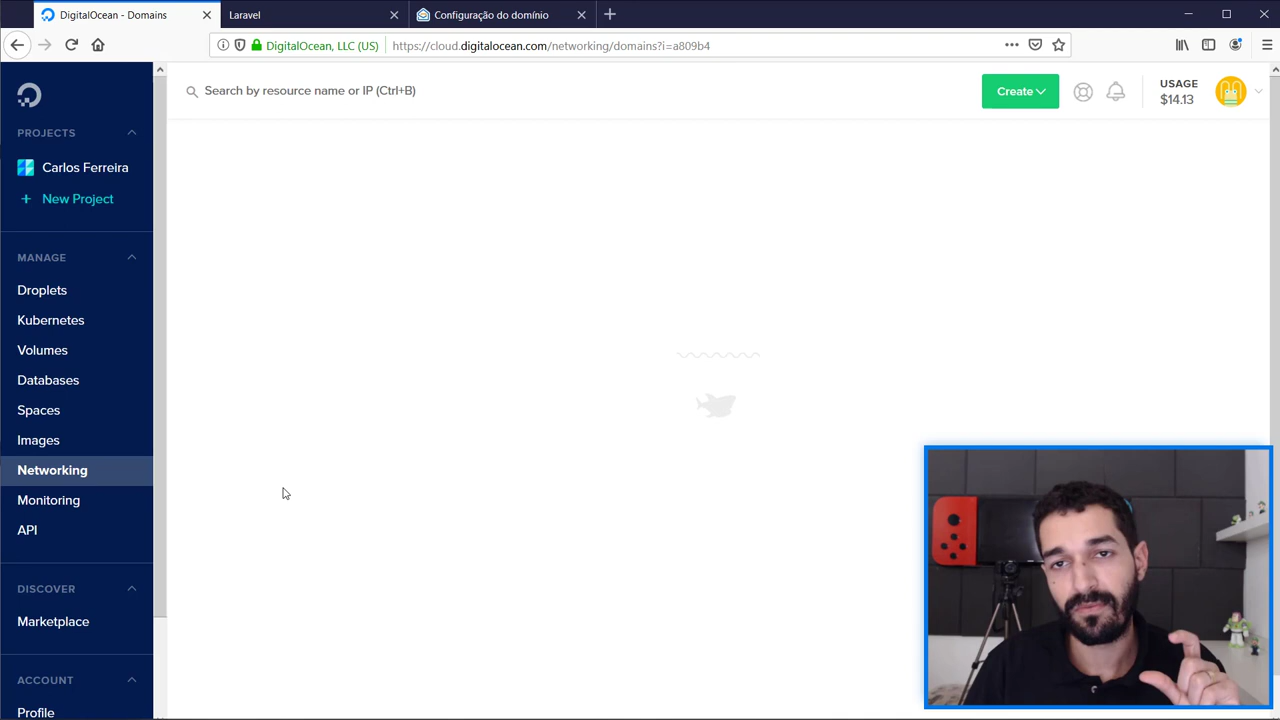 DigitalOcean - Domains
Laravel
Configuração do domínio
DigitalOcean, LLC (US)
https://cloud.digitalocean.com/networking/domains?i=a809b4
Search by resource name or IP (Ctrl+B)
Create
USAGE
$14.13
PROJECTS
Carlos Ferreira
New Project
MANAGE
Droplets
Kubernetes
Volumes
Databases
Spaces
Images
Networking
Monitoring
API
DISCOVER
Marketplace
ACCOUNT
Profile